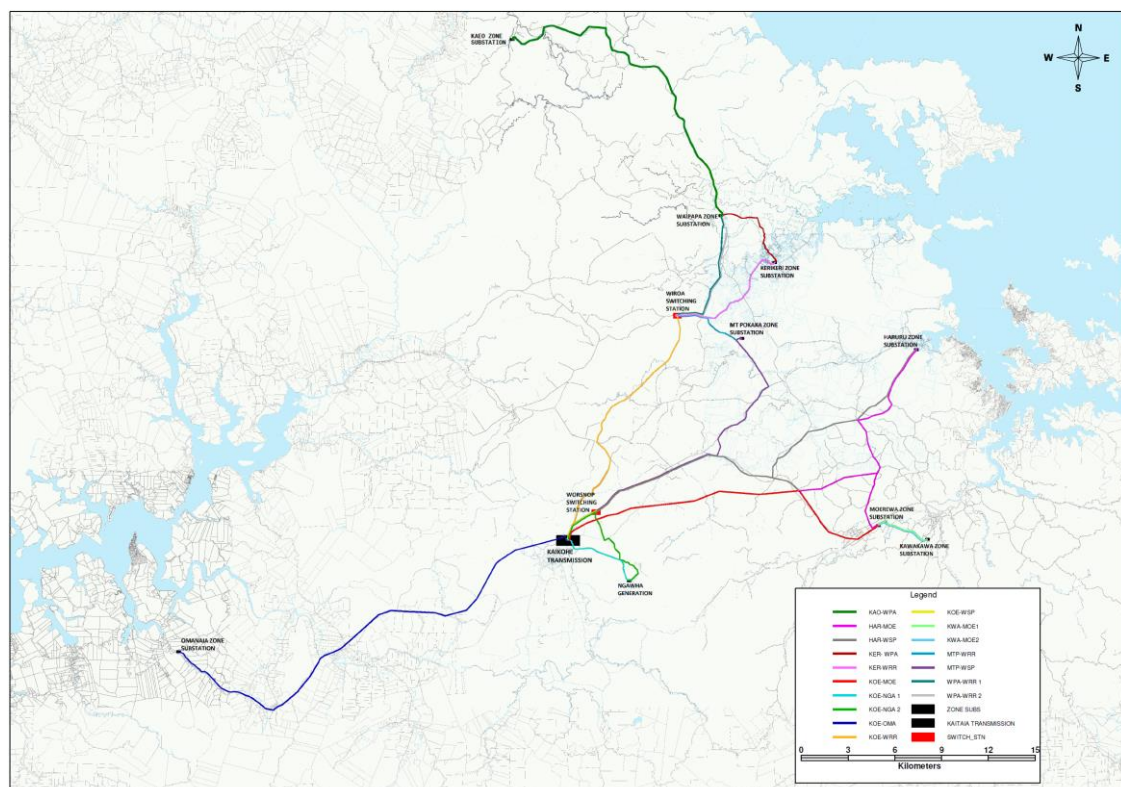 KAEO ZONE
SUBSTATION
N
W
E
S
WAIPAPA ZONE
SUBSTATION
KERIKERI ZONE
SUBSTATION
WIROA
SWITCHING
STATION
MT POKAKA ZONE
SUBSTATION
HARURU ZONE
SUBSTATION
WORSHOP
SWITCHING
STATION
MOEREWA ZONE
SUBSTATION
KAWAKAWA ZONE
SUBSTATION
KAIKOHE
TRANSMISSION
NGAWHA
GENERATION
OMANAIA ZONE
SUBSTATION
Legend
KAO-WPA
HAR-MOE
HAR-WSP
KER- WPA
KER-WRR
KOE-MOE
KOE-NGA 1
KOE-NGA 2
KOE-OMA
KOE-WRR
KOE-WSP
KWA-MOE1
KWA-MOE2
MTP-WRR
MTP-WSP
WPA-WRR 1
WPA-WRR 2
ZONE SUBS
KAITAIA TRANSMISSION
SWITCH_STN
0 3 6 9 12 15
Kilometers